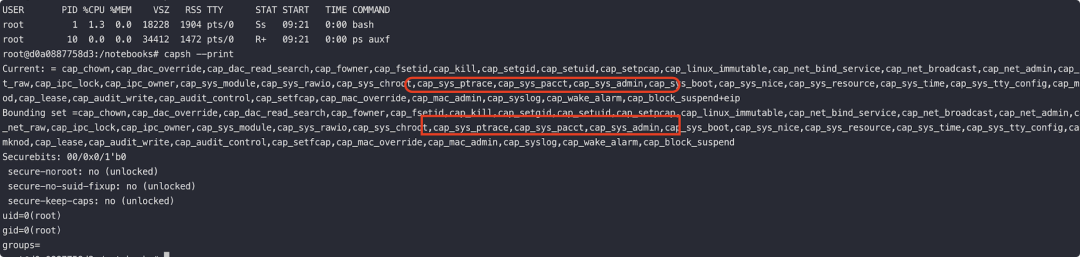 USER PID %CPU %MEM VSZ RSS TTY STAT START TIME COMMAND
root 1 1.3 0.0 18228 1904 pts/0 Ss 09:21 0:00 bash
root 10 0.0 0.0 34412 1472 pts/0 R+ 09:21 0:00 ps auxf
root@d0a0887758d3:/notebooks# capsh --print
Current: = cap_chown,cap_dac_override,cap_dac_read_search,cap_fowner,cap_fsetid,cap_kill,cap_setgid,cap_setuid,cap_setpcap,cap_linux_immutable,cap_net_bind_service,cap_net_broadcast,cap_net_admin,cap_
t_raw,cap_ipc_lock,cap_ipc_owner,cap_sys_module,cap_sys_rawio,cap_sys_chroot,cap_sys_ptrace,cap_sys_pacct,cap_sys_admin,cap_sys_boot,cap_sys_nice,cap_sys_resource,cap_sys_time,cap_sys_tty_config,cap_m
od,cap_lease,cap_audit_write,cap_audit_control,cap_setfcap,cap_mac_override,cap_mac_admin,cap_syslog,cap_wake_alarm,cap_block_suspend+eip
Bounding set =cap_chown,cap_dac_override,cap_dac_read_search,cap_fowner,cap_fsetid,cap_kill,cap_setgid,cap_setuid,cap_setpcap,cap_linux_immutable,cap_net_bind_service,cap_net_broadcast,cap_net_admin,c
_net_raw,cap_ipc_lock,cap_ipc_owner,cap_sys_module,cap_sys_rawio,cap_sys_chroot,cap_sys_ptrace,cap_sys_pacct,cap_sys_admin,cap_sys_boot,cap_sys_nice,cap_sys_resource,cap_sys_time,cap_sys_tty_config,ca
mknod,cap_lease,cap_audit_write,cap_audit_control,cap_setfcap,cap_mac_override,cap_mac_admin,cap_syslog,cap_wake_alarm,cap_block_suspend
Securebits: 00/0x0/1'b0
secure-noroot: no (unlocked)
secure-no-suid-fixup: no (unlocked)
secure-keep-caps: no (unlocked)
uid=0(root)
gid=0(root)
groups=